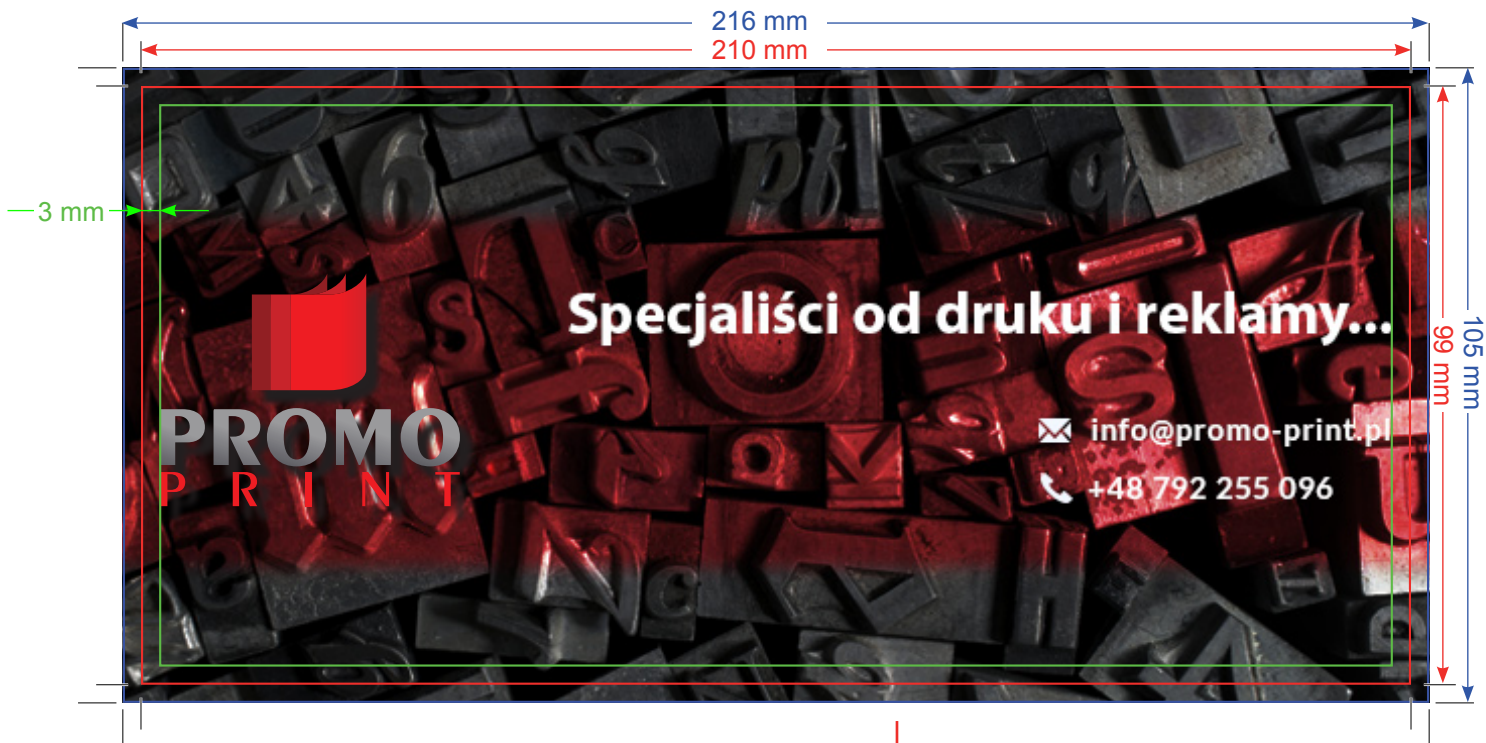 216 mm
210 mm
3 mm
Specjaliści od druku i reklamy...
99 mm
105 mm
PROMO
PRINT
info@promo-print.pl
+48 792 255 096